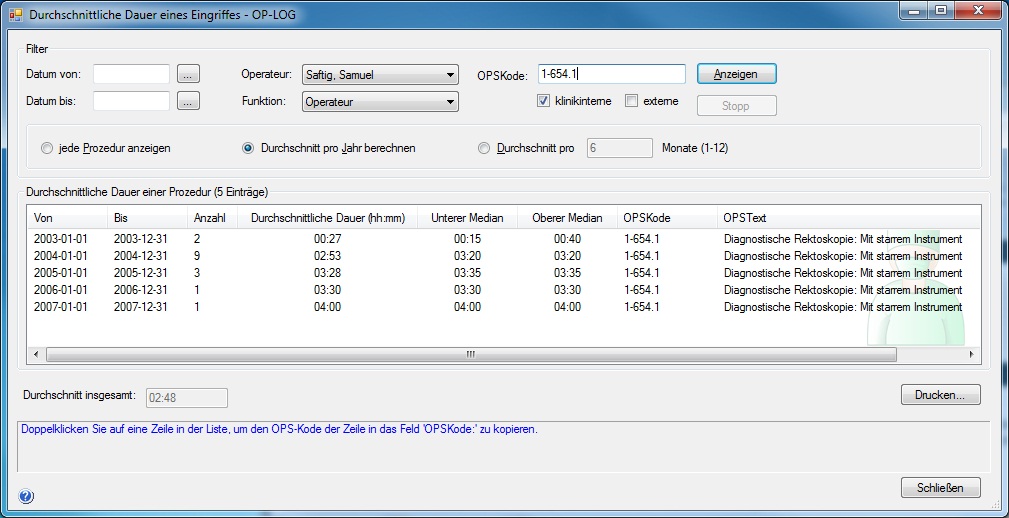 Durchschnittliche Dauer eines Eingriffes - OP-LOG
Filter
Datum von: ... Operateur: Saftig, Samuel OPSKode: 1-654.1 Anzeigen
Datum bis: ... Funktion: Operateur klinikinterne externe Stopp
jede Prozedur anzeigen Durchschnitt pro Jahr berechnen Durchschnitt pro 6 Monate (1-12)
Durchschnittliche Dauer einer Prozedur (5 Einträge)
Von Bis Anzahl Durchschnittliche Dauer (hh:mm) Unterer Median Oberer Median OPSKode OPSText
2003-01-01 2003-12-31 2 00:27 00:15 00:40 1-654.1 Diagnostische Rektoskopie: Mit starrem Instrument
2004-01-01 2004-12-31 9 02:53 03:20 03:20 1-654.1 Diagnostische Rektoskopie: Mit starrem Instrument
2005-01-01 2005-12-31 3 03:28 03:35 03:35 1-654.1 Diagnostische Rektoskopie: Mit starrem Instrument
2006-01-01 2006-12-31 1 03:30 03:30 03:30 1-654.1 Diagnostische Rektoskopie: Mit starrem Instrument
2007-01-01 2007-12-31 1 04:00 04:00 04:00 1-654.1 Diagnostische Rektoskopie: Mit starrem Instrument
Durchschnitt insgesamt: 02:48 Drucken...
Doppelklicken Sie auf eine Zeile in der Liste, um den OPS-Kode der Zeile in das Feld 'OPSKode:' zu kopieren.
? Schließen